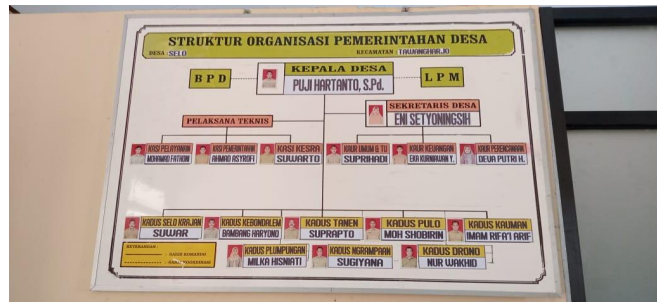 STRUKTUR ORGANISASI PEMERINTAHAN DESA
DESA : SELO
KECAMATAN : TAWANGHARJO
BPD
KEPALA DESA
PUJI HARTANTO, S.Pd.
LPM
SEKRETARIS DESA
ENI SETYONINGSIH
PELAKSANA TEKNIS
KASI PELAYANAN
MOHAMAD FATHONI
KASI PEMERINTAHAN
AHMAD ASYROFI
KASI KESRA
SUWARTO
KAUR UMUM & TU
SUPRIHADI
KAUR KEUANGAN
EKA KURNIAWAN Y.
KAUR PERENCANAAN
DEVA PUTRI H.
KADUS SELO KRAJAN
SUWAR
KADUS KEBONDALEM
BAMBANG HARYONO
KADUS TANEN
SUPRAPTO
KADUS PULO
MOH SHOBIRIN
KADUS KAUMAN
IMAM RIFA'I ARIF
KETERANGAN :
: GARIS KOMANDO
KADUS PLUMPUNGAN
MILKA HISNIATI
KADUS NGRAMPAAN
SUGIYANA
KADUS DRONO
NUR WAKHID